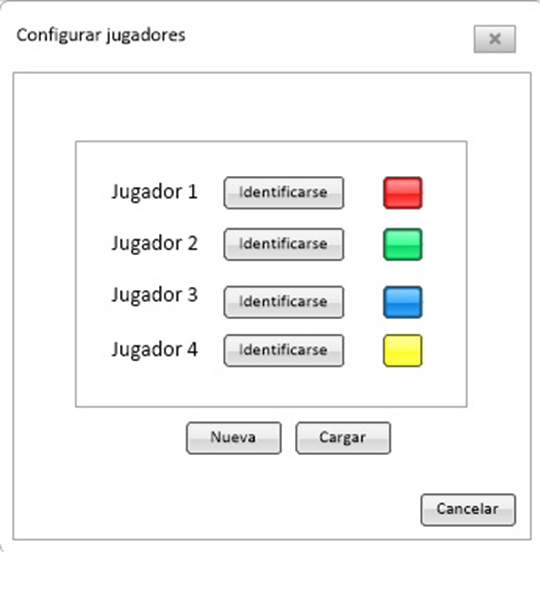 Configurar jugadores
Jugador 1 Identificarse
Jugador 2 Identificarse
Jugador 3 Identificarse
Jugador 4 Identificarse
Nueva Cargar
Cancelar